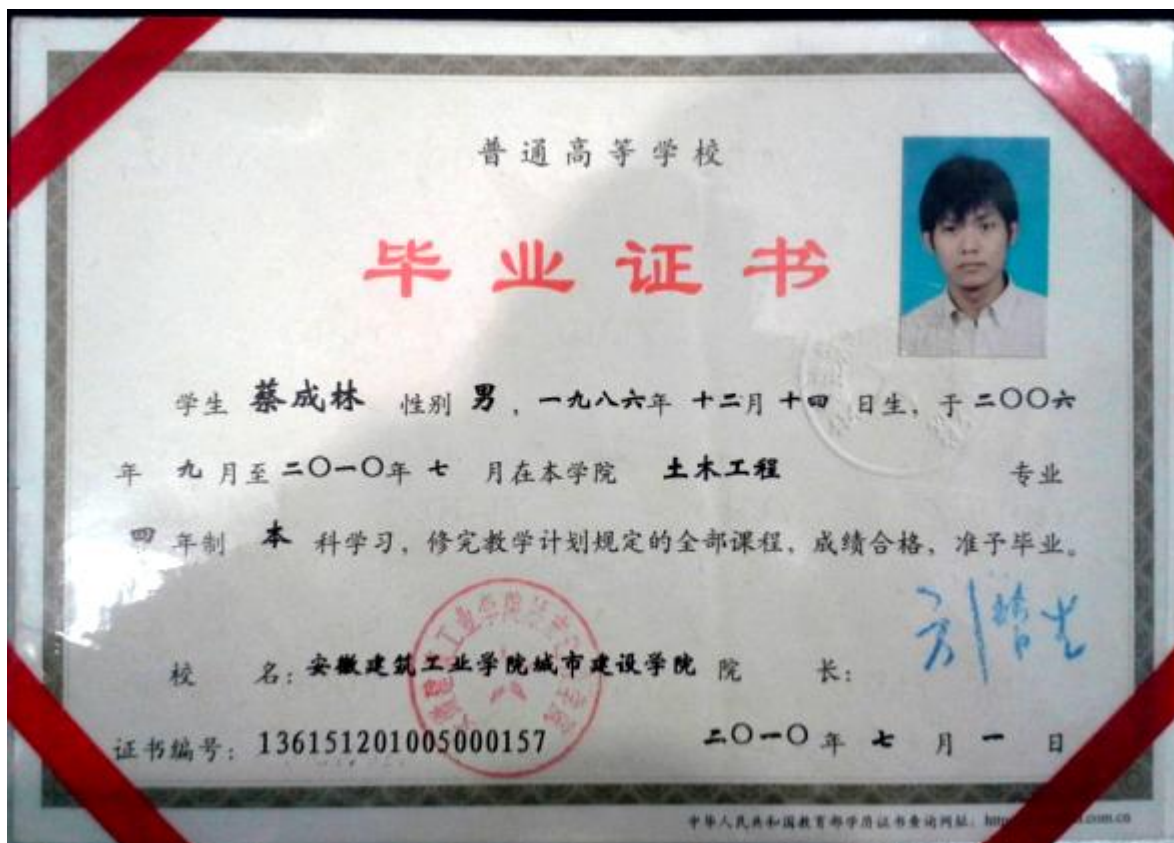 普通高等学校
毕业证书
学生 蔡成林 性别 男，一九八六年 十二月 十四 日生，于 二〇〇六
年 九 月至 二〇一〇年 七 月在本学院 土木工程 专业
四 年制 本 科学习，修完教学计划规定的全部课程，成绩合格，准予毕业。
校 名：安徽建筑工业学院城市建设学院 院 长：
证书编号：136151201005000157 二〇一〇 年 七 月 一 日
中华人民共和国教育部学历证书查询网址：